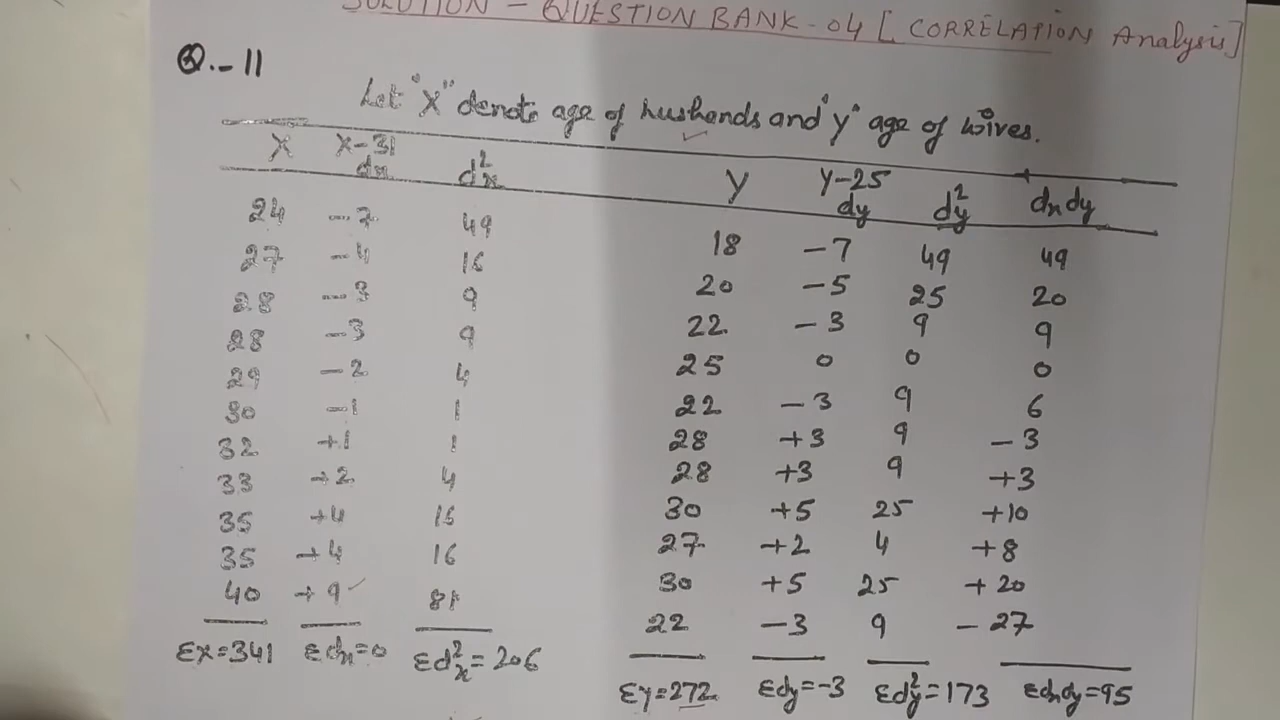 SOLUTION - QUESTION BANK-04 [ CORRELATION Analysis]
Q.-11
Let "X" denote age of husbands and "y" age of wives.
X X-31 dx d²x Y Y-25 dy d²y dxdy
24 -7 49 18 -7 49 49
27 -4 16 20 -5 25 20
28 -3 9 22 -3 9 9
28 -3 9 25 0 0 0
29 -2 4 22 -3 9 6
30 -1 1 28 +3 9 -3
32 +1 1 28 +3 9 +3
33 +2 4 30 +5 25 +10
35 +4 16 27 +2 4 +8
35 +4 16 30 +5 25 +20
40 +9 81 22 -3 9 -27
Σx=341 Σdx=0 Σd²x=206 Σy=272 Σdy=-3 Σdy²=173 Σdxdy=95